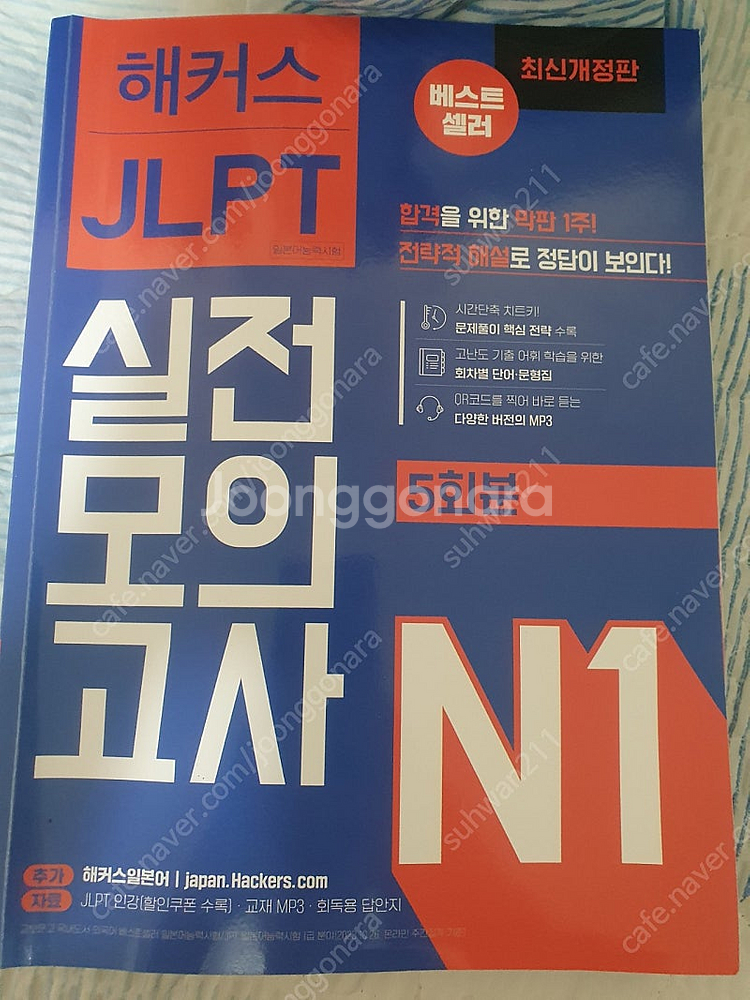 해커스
JLPT
일본어능력시험
최신개정판
베스트
셀러
합격을 위한 막판 1주!
전략적 해설로 정답이 보인다!
시간단축 치트키!
문제풀이 핵심 전략 수록
고난도 기출 어휘 학습을 위한
회차별 단어·문형집
QR코드를 찍어 바로 듣는
다양한 버전의 MP3
5회분
실전
모의
고사
N1
추가
자료
해커스일본어 | japan.Hackers.com
JLPT 인강(할인쿠폰 수록) · 교재 MP3 · 회독용 답안지
Joonggonara
cafe.naver.com/joonggonara
suhwan211